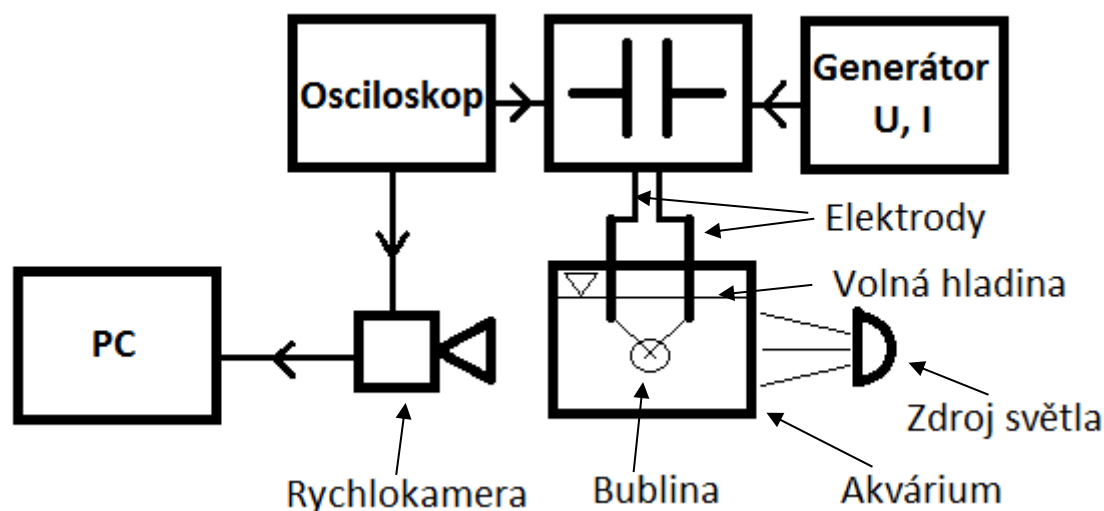 Osciloskop
Generátor
U, I
Elektrody
Volná hladina
PC
Zdroj světla
Rychlokamera
Bublina
Akvárium